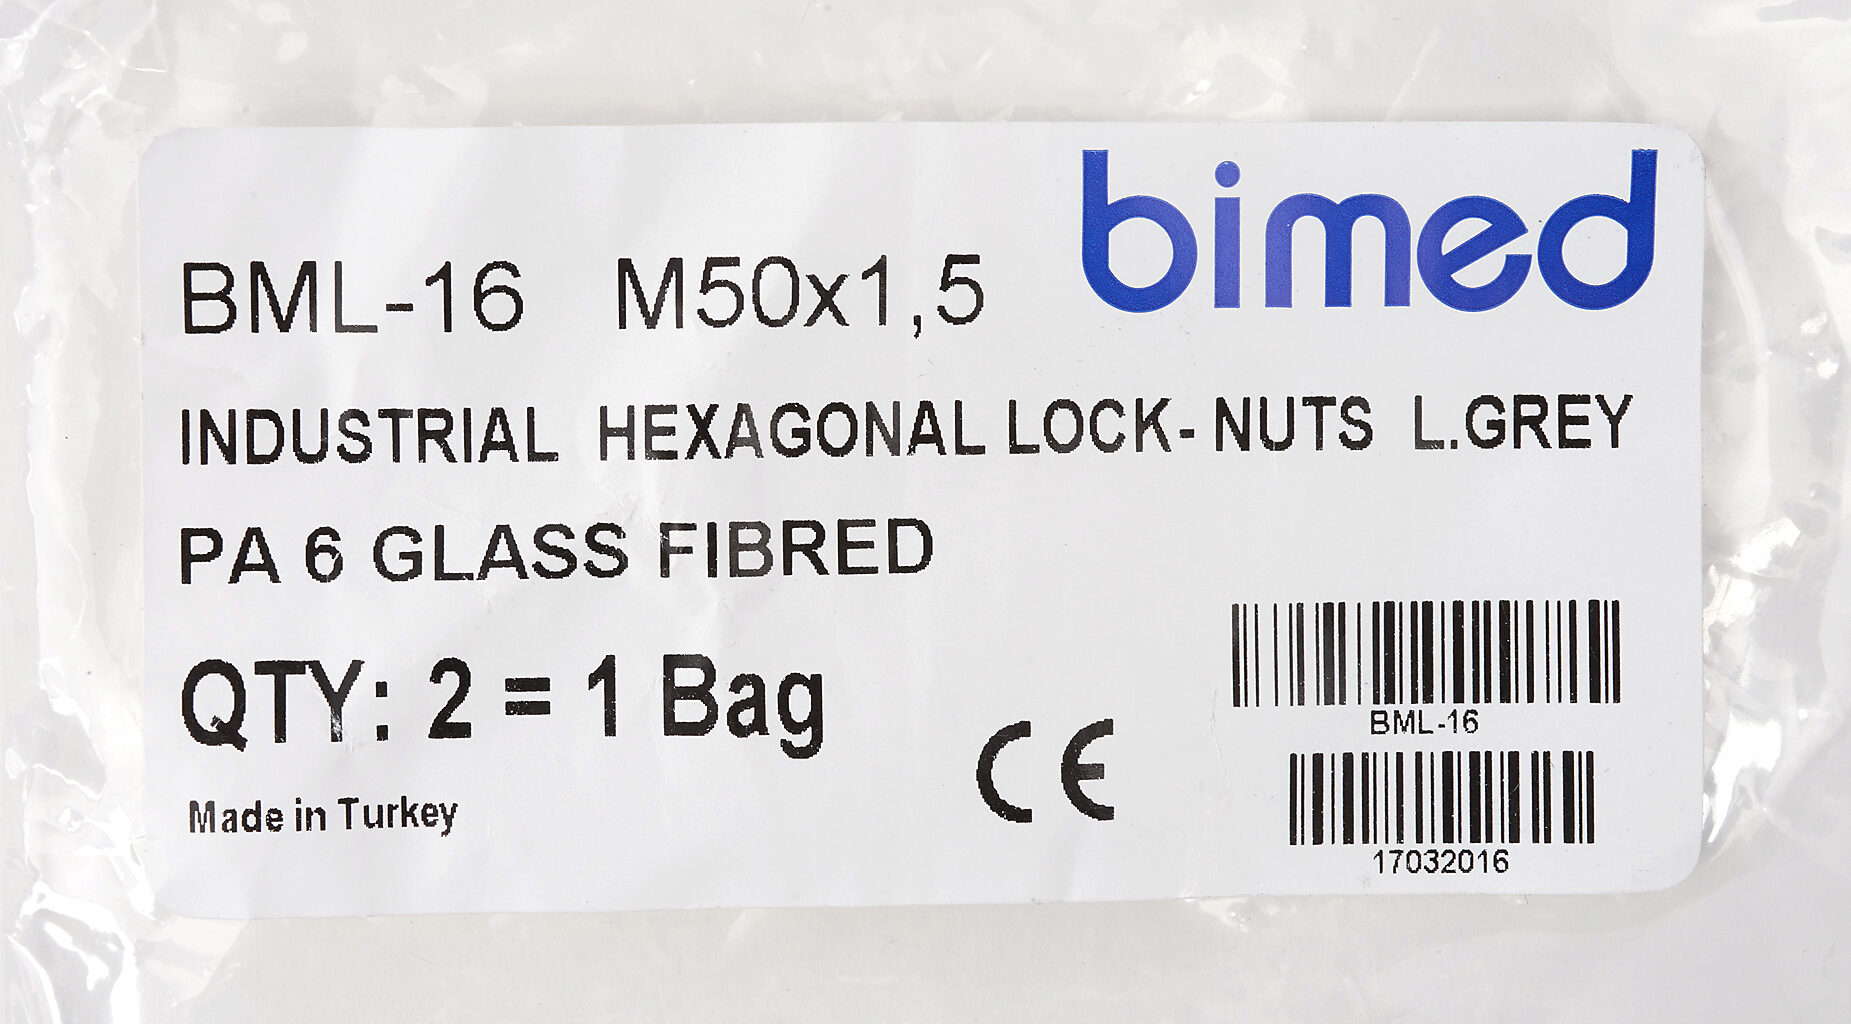 bimed
BML-16 M50x1,5
INDUSTRIAL HEXAGONAL LOCK- NUTS L.GREY
PA 6 GLASS FIBRED
QTY: 2 = 1 Bag
CE
BML-16
Made in Turkey
17032016